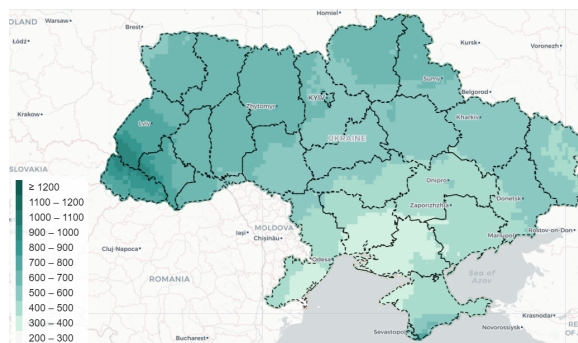 OLAND
Warsaw
Brest
Homiel
Łódź
Kursk
Voronezh
Sumy
Belgorod
KYIV
Zhytomyr
Krakow
Lviv
Kharkiv
UKRAINE
SLOVAKIA
Dnipro
Zaporizhzhia
Donetsk
Mariupol
Rostov-on-Don
Iași
MOLDOVA
Chișinău
Cluj-Napoca
Odesa
Sea of
Azov
ROMANIA
Krasnodar
Sevastopol
Novorossiysk
Bucharest
RE
OF
≥ 1200
1100 – 1200
1000 – 1100
900 – 1000
800 – 900
700 – 800
600 – 700
500 – 600
400 – 500
300 – 400
200 – 300